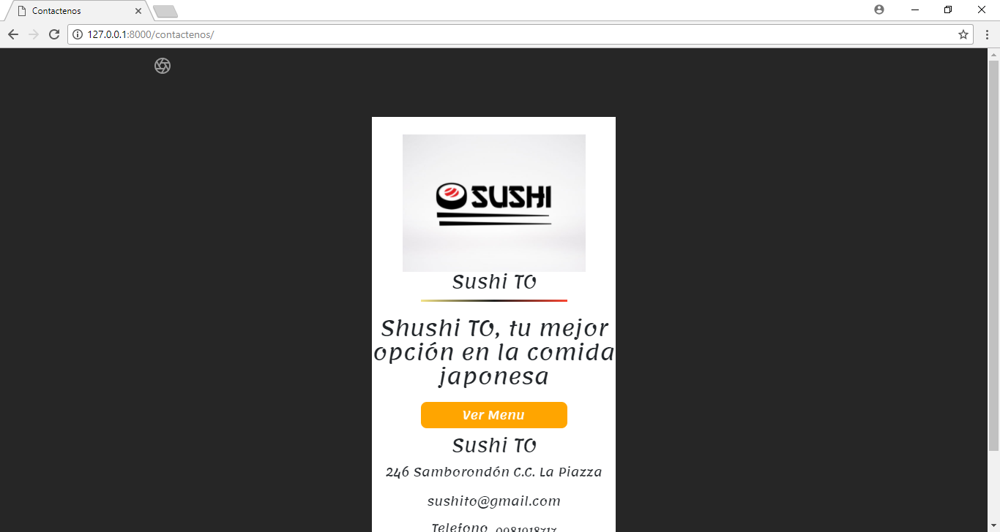 Contactenos
127.0.0.1:8000/contactenos/
SUSHI
Sushi TO
Shushi TO, tu mejor
opción en la comida
japonesa
Ver Menu
Sushi TO
246 Samborondón C.C. La Piazza
sushito@gmail.com
Telefono 0981918717